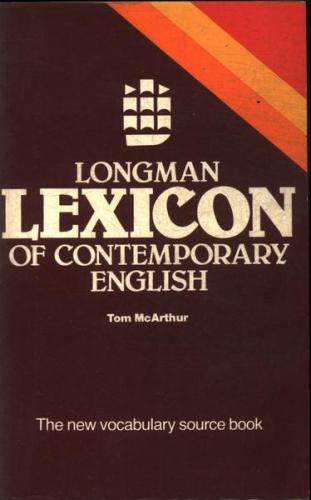 LONGMAN
LEXICON
OF CONTEMPORARY
ENGLISH
Tom McArthur
The new vocabulary source book